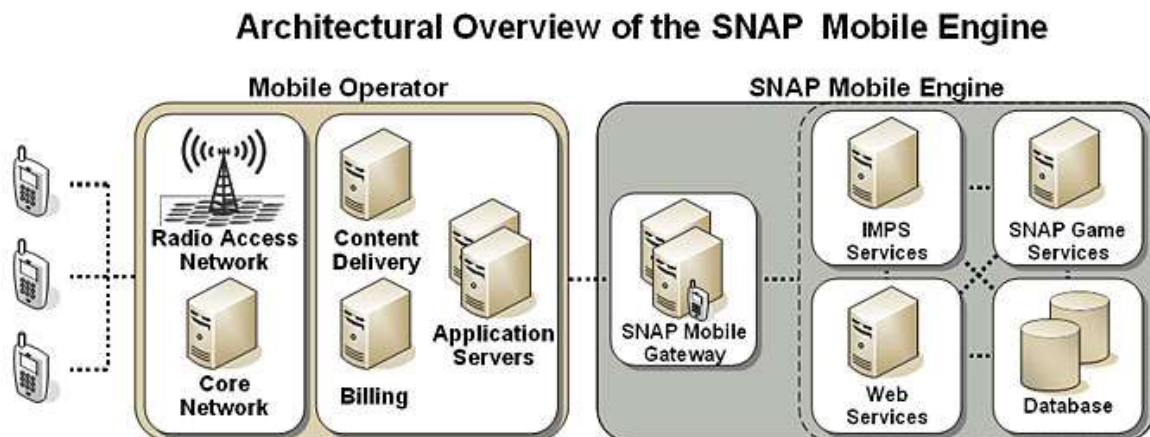 Architectural Overview of the SNAP Mobile Engine
Mobile Operator
SNAP Mobile Engine
Radio Access
Network
Core
Network
Content
Delivery
Billing
Application
Servers
SNAP Mobile
Gateway
IMPS
Services
SNAP Game
Services
Web
Services
Database